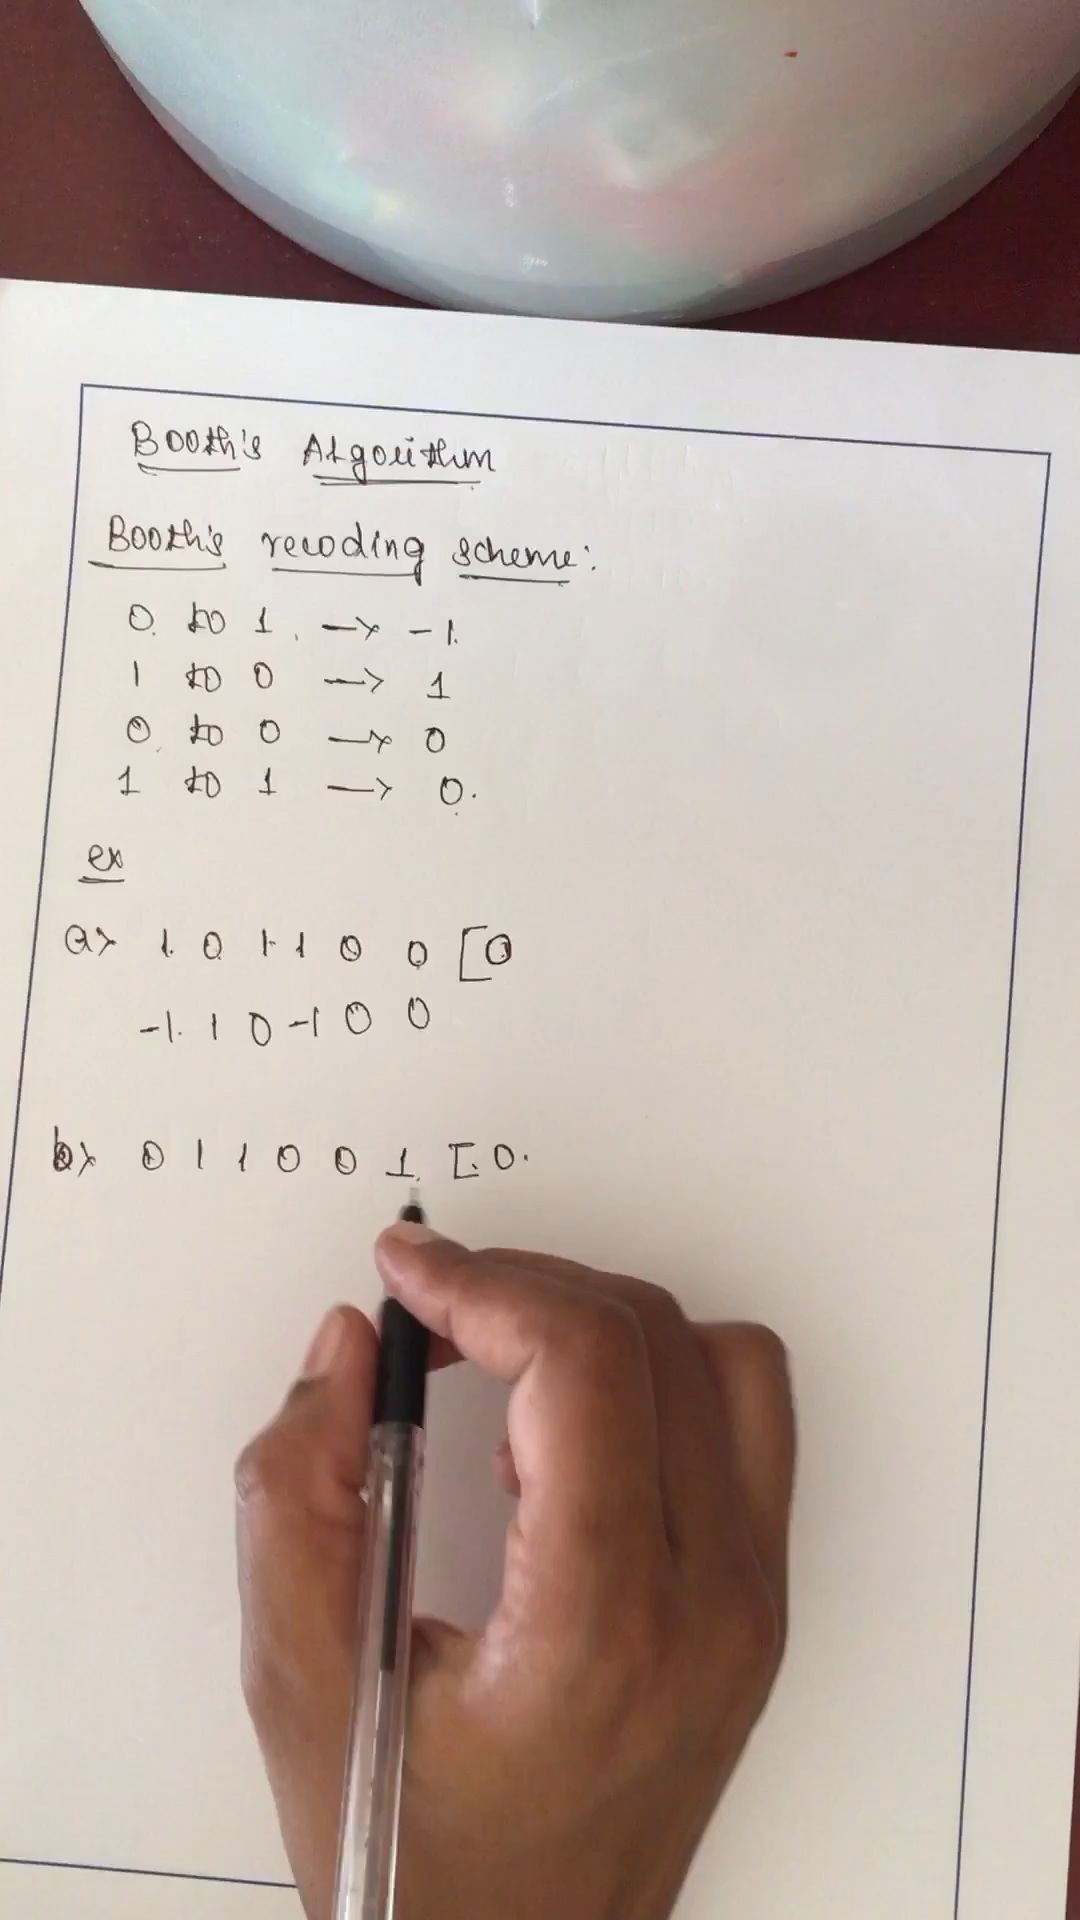 Booth's Algorithm
Booth's recoding scheme:
0 to 1 → -1
1 to 0 → 1
0 to 0 → 0
1 to 1 → 0.
ex
a> 1 0 1 1 0 0 [0
-1 1 0 -1 0 0
b> 0 1 1 0 0 1 [0.